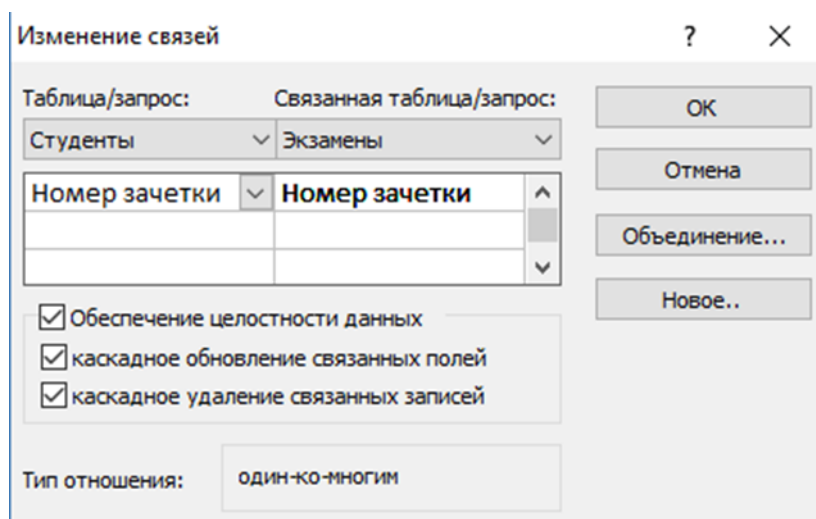 Изменение связей
Таблица/запрос: Связанная таблица/запрос:
Студенты Экзамены
Номер зачетки Номер зачетки
Обеспечение целостности данных
каскадное обновление связанных полей
каскадное удаление связанных записей
Тип отношения: один-ко-многим
ОК
Отмена
Объединение...
Новое..